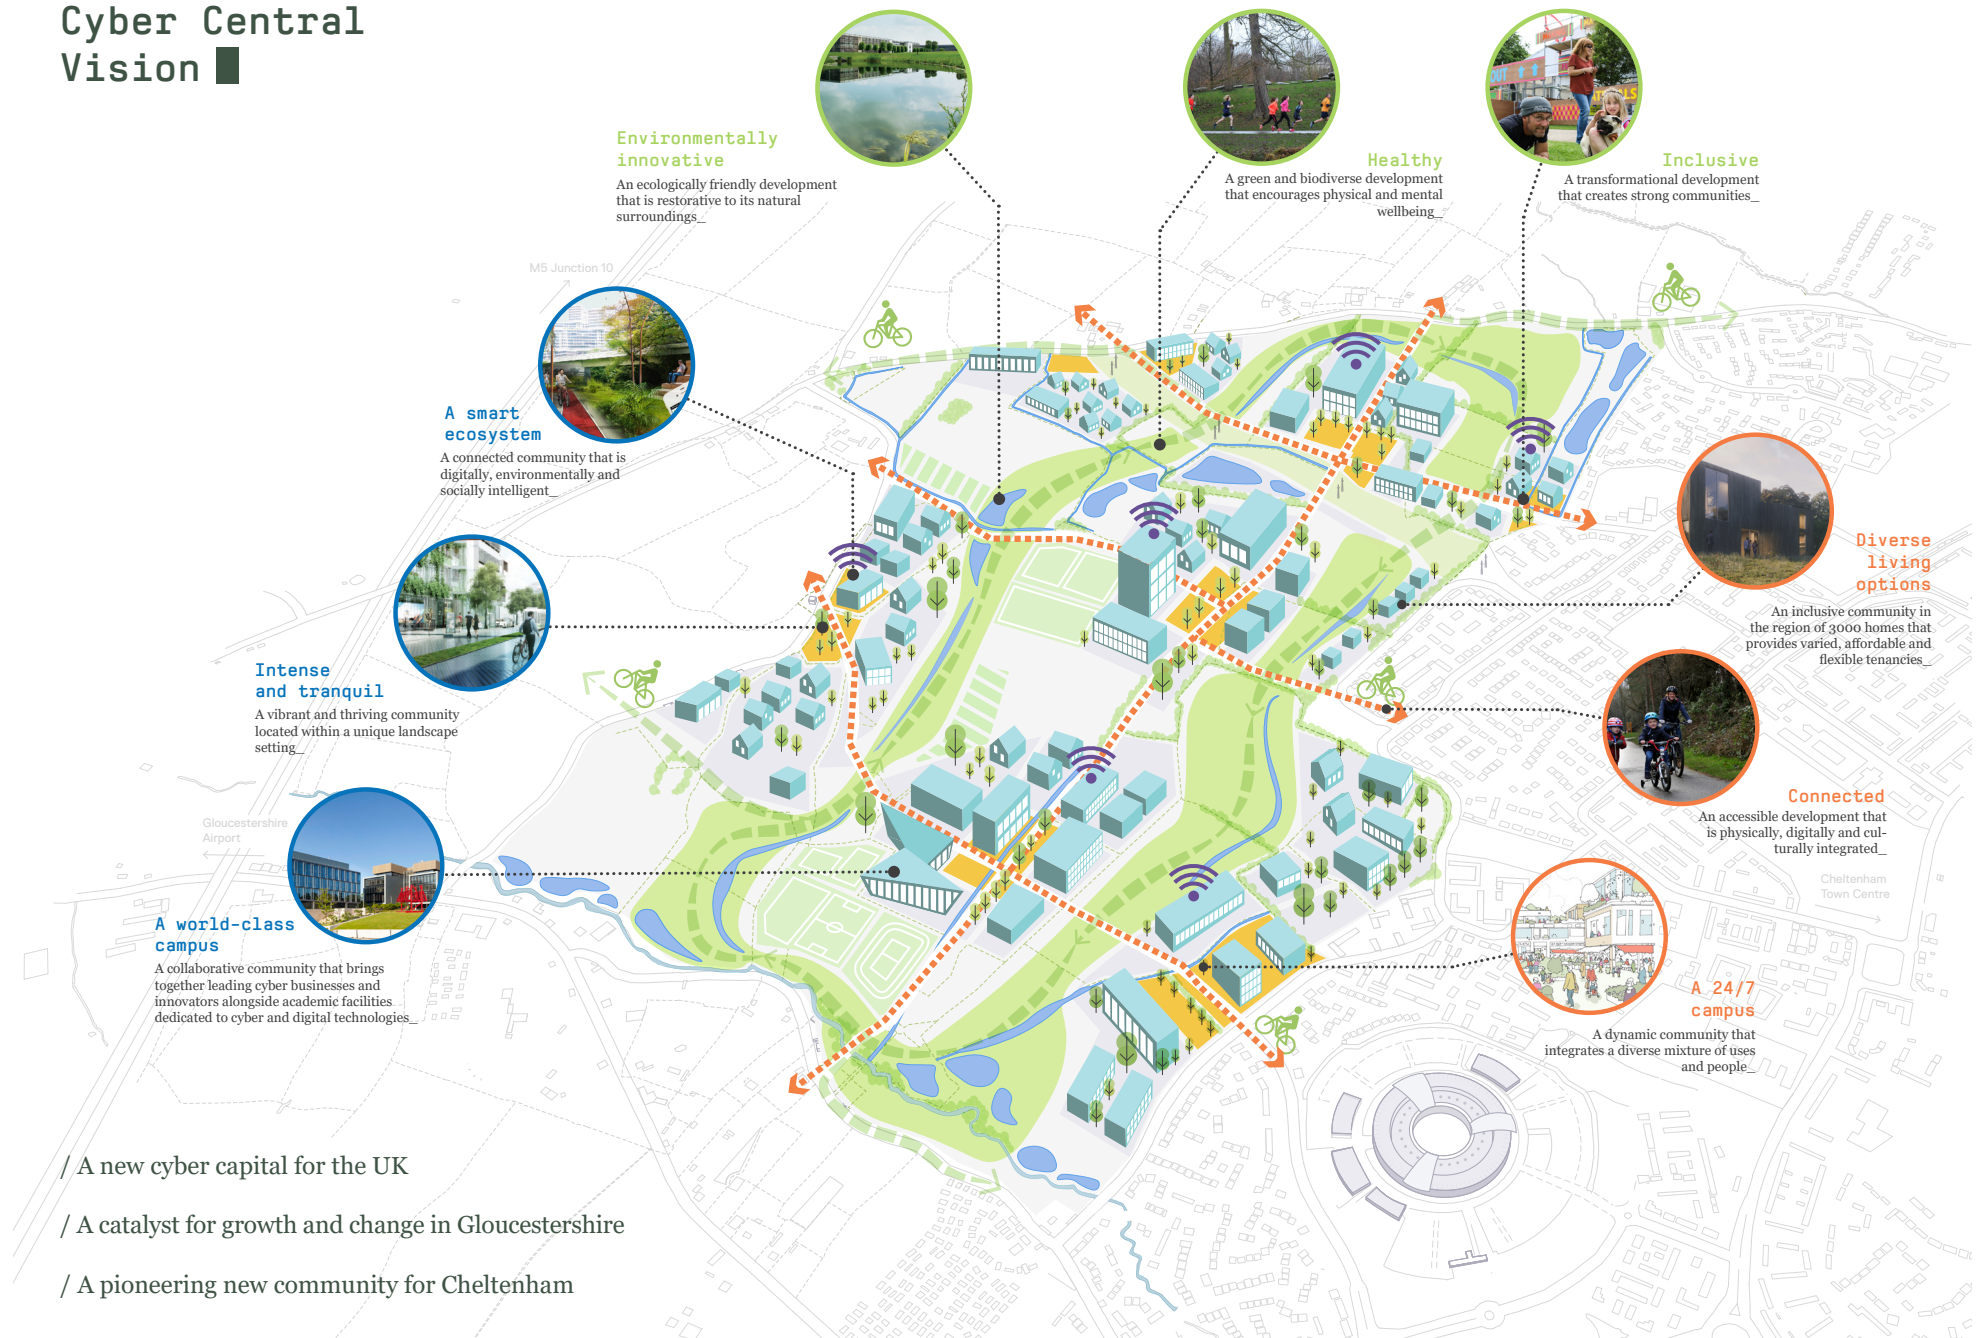 Cyber Central
Vision
Environmentally
innovative
An ecologically friendly development
that is restorative to its natural
surroundings_
Healthy
A green and biodiverse development
that encourages physical and mental
wellbeing_
OUT
Inclusive
A transformational development
that creates strong communities_
M5 Junction 10
A smart
ecosystem
A connected community that is
digitally, environmentally and
socially intelligent_
Diverse
living
options
An inclusive community in
the region of 3000 homes that
provides varied, affordable and
flexible tenancies_
Intense
and tranquil
A vibrant and thriving community
located within a unique landscape
setting_
Connected
An accessible development that
is physically, digitally and cul-
turally integrated_
Gloucestershire
Airport
Cheltenham
Town Centre
A world-class
campus
A collaborative community that brings
together leading cyber businesses and
innovators alongside academic facilities
dedicated to cyber and digital technologies_
A 24/7
campus
A dynamic community that
integrates a diverse mixture of uses
and people_
/ A new cyber capital for the UK
/ A catalyst for growth and change in Gloucestershire
/ A pioneering new community for Cheltenham